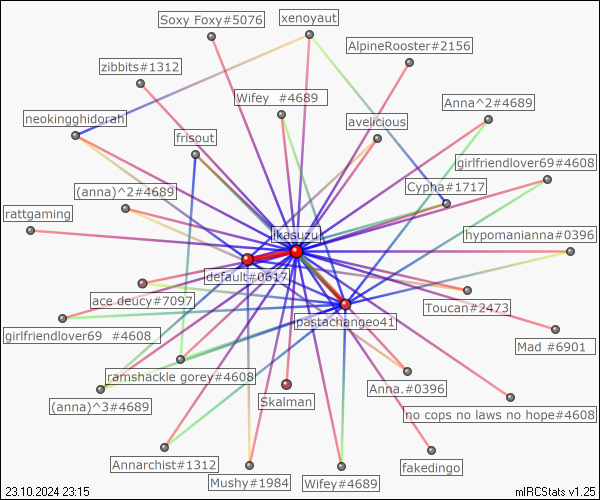 Soxy Foxy#5076
xenoyaut
AlpineRooster#2156
zibbits#1312
Wifey  #4689
Anna^2#4689
neokingghidorah
avelicious
frisout
girlfriendlover69#4608
(anna)^2#4689
Cypha#1717
rattgaming
jkasuzu
hypomanianna#0396
default#0617
ace deucy#7097
Toucan#2473
pastachangeo41
girlfriendlover69  #4608
Mad  #6901
ramshackle gorey#4608
Anna.#0396
Skalman
(anna)^3#4689
no cops no laws no hope#4608
Annarchist#1312
fakedingo
Mushy#1984
Wifey#4689
23.10.2024 23:15
mIRCStats v1.25